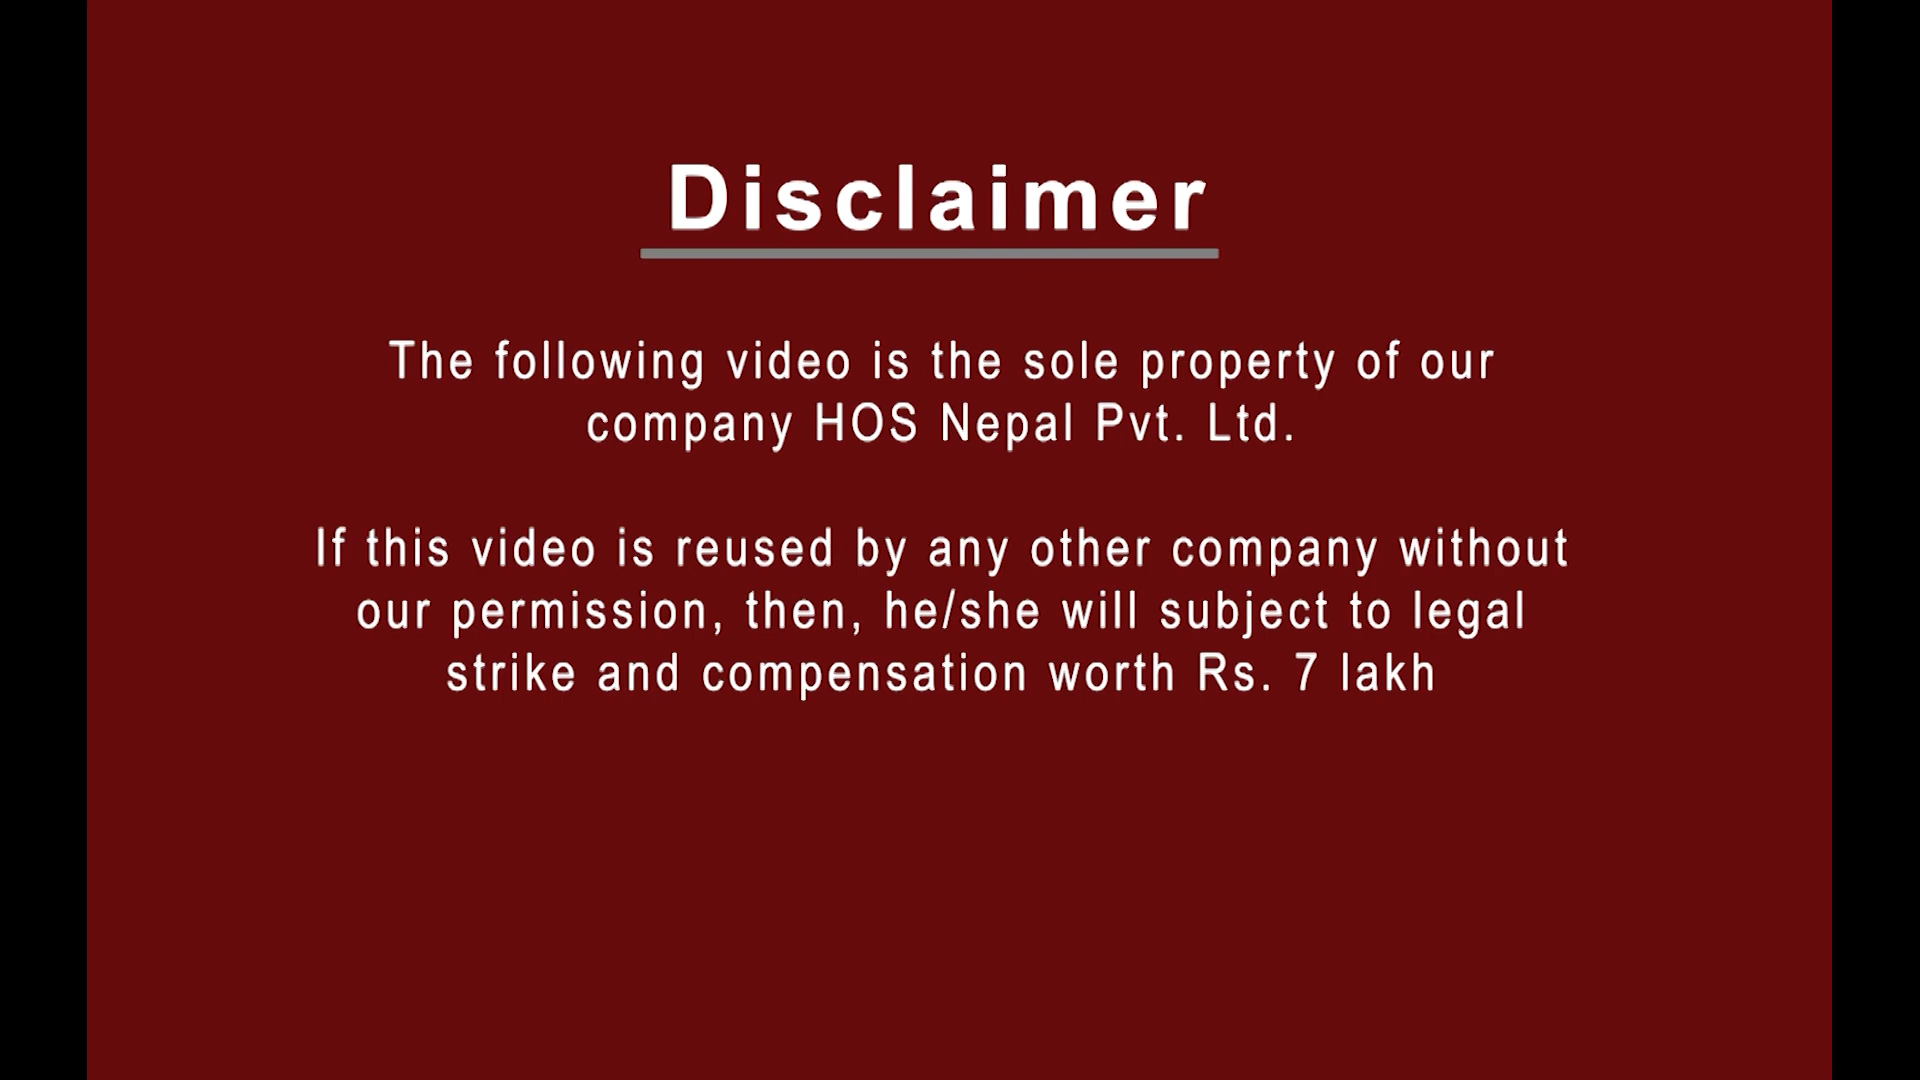 Disclaimer
The following video is the sole property of our
company HOS Nepal Pvt. Ltd.
If this video is reused by any other company without
our permission, then, he/she will subject to legal
strike and compensation worth Rs. 7 lakh